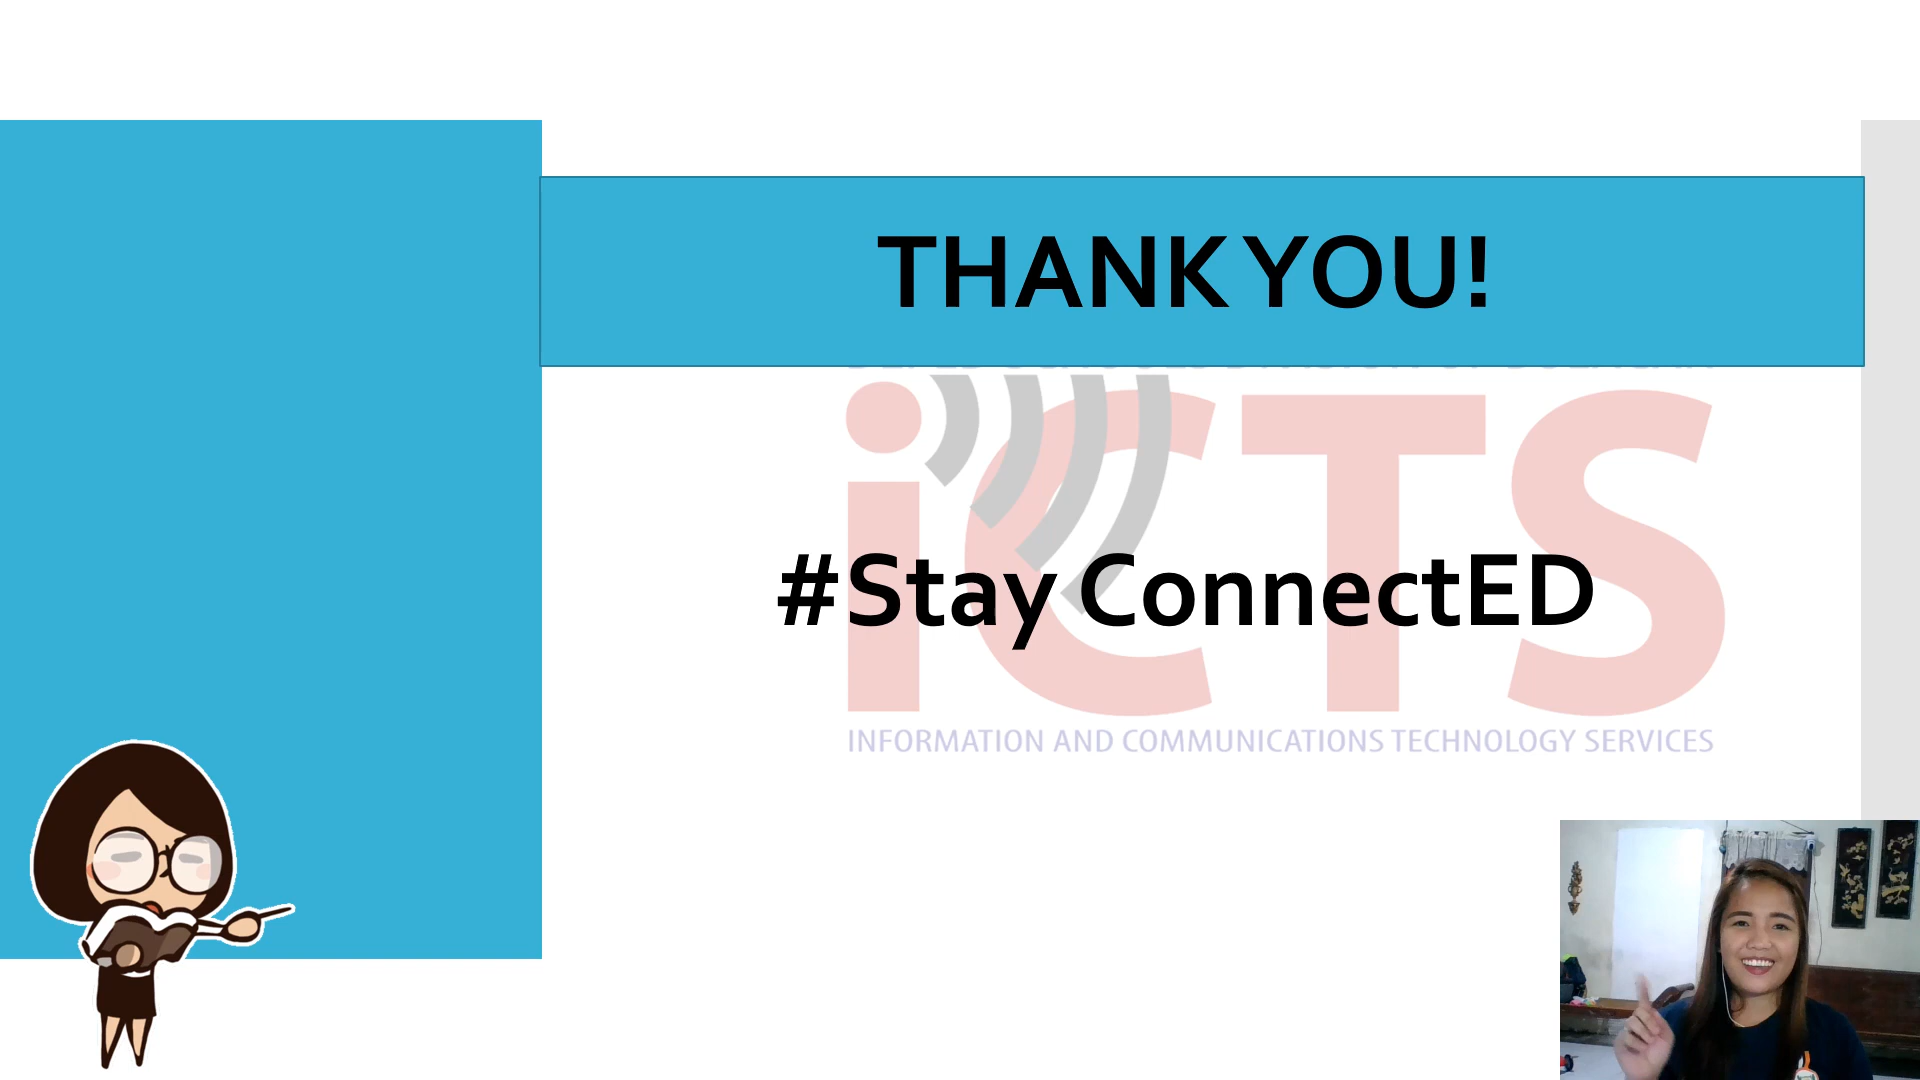 THANK YOU!
iCTS
#Stay ConnectED
INFORMATION AND COMMUNICATIONS TECHNOLOGY SERVICES